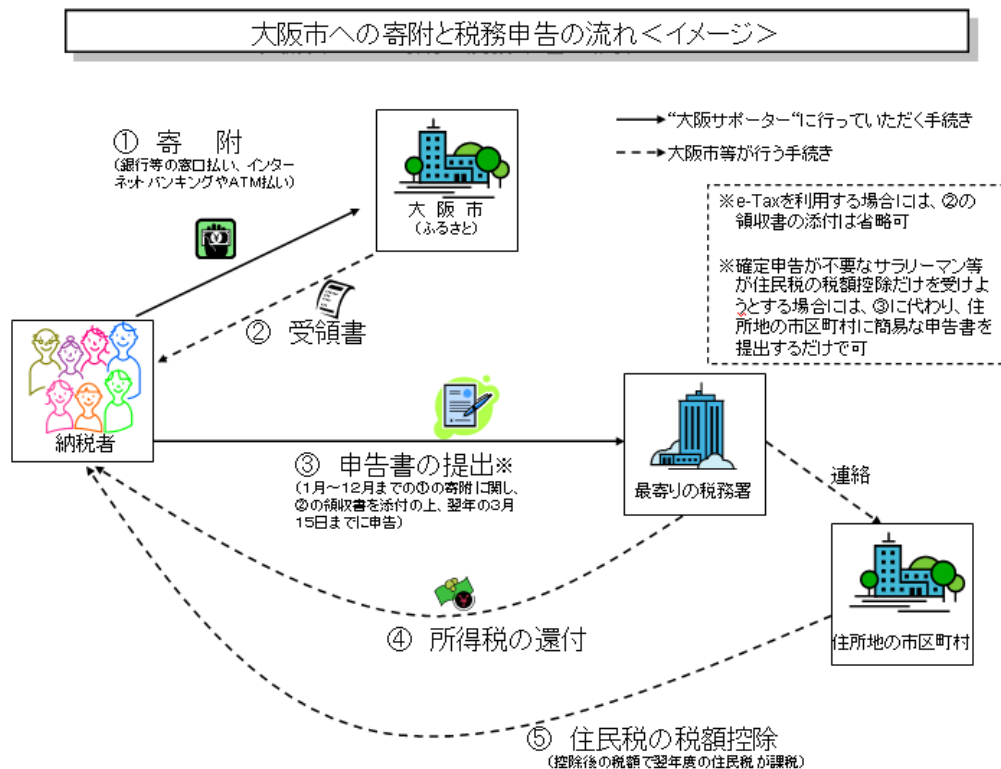 大阪市への寄附と税務申告の流れ＜イメージ＞
① 寄　附
(銀行等の窓口払い、インター
ネットバンキングやATM払い)
大 阪 市
(ふるさと)
“大阪サポーター“に行っていただく手続き
大阪市等が行う手続き
※e-Taxを利用する場合には、②の
領収書の添付は省略可
※確定申告が不要なサラリーマン等
が住民税の税額控除だけを受けよ
うとする場合には、③に代わり、住
所地の市区町村に簡易な申告書を
提出するだけで可
② 受領書
納税者
③ 申告書の提出※
(1月～12月までの①の寄附に関し、
②の領収書を添付の上、翌年の3月
15日までに申告)
最寄りの税務署
連絡
住所地の市区町村
④ 所得税の還付
⑤ 住民税の税額控除
(控除後の税額で翌年度の住民税が課税)